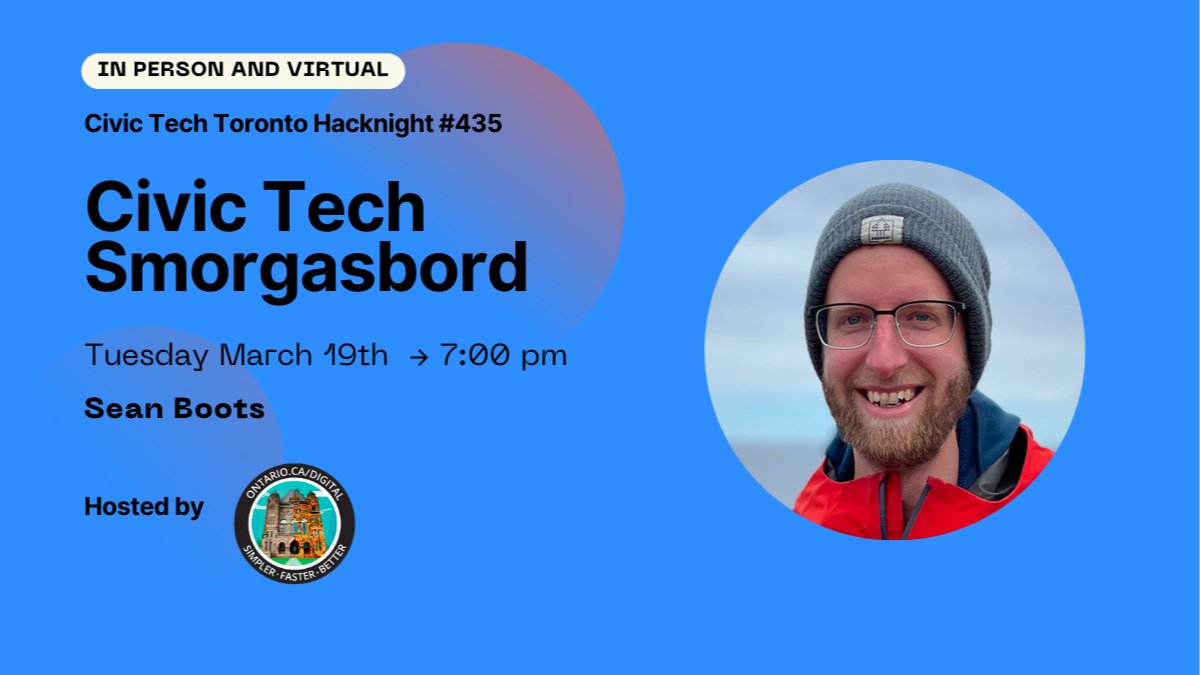 IN PERSON AND VIRTUAL
Civic Tech Toronto Hacknight #435
Civic Tech
Smorgasbord
Tuesday March 19th → 7:00 pm
Sean Boots
Hosted by
ONTARIO.CA/DIGITAL
SIMPLER·FASTER·BETTER